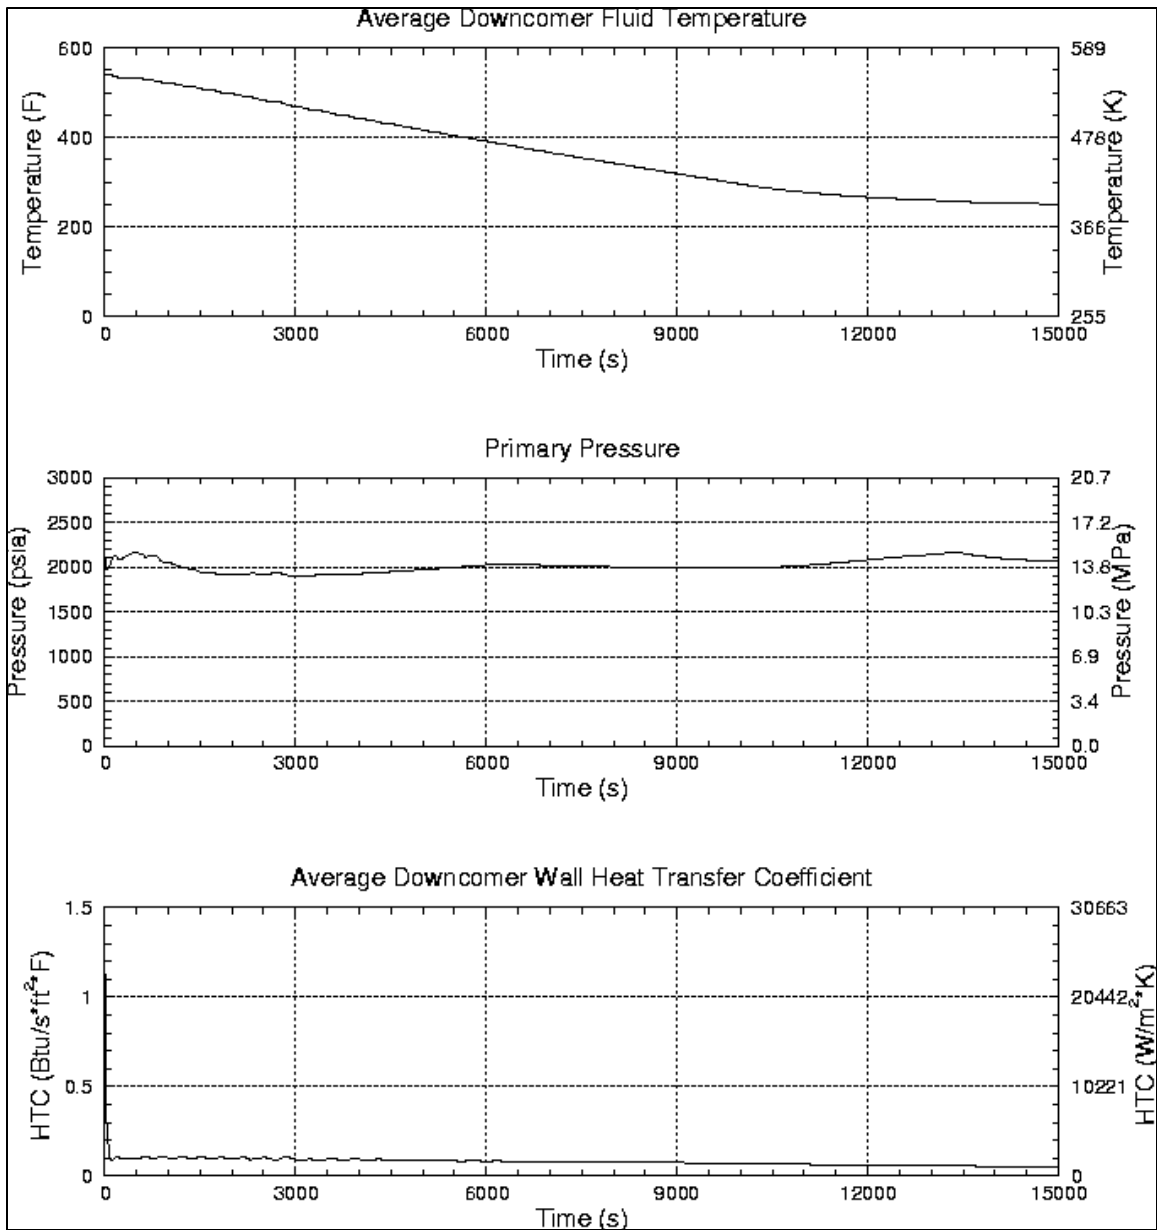 Average Downcomer Fluid Temperature
600
400
200
0
Temperature (F)
589
478
366
255
Temperature (K)
0 3000 6000 9000 12000 15000
Time (s)
Primary Pressure
3000
2500
2000
1500
1000
500
0
Pressure (psia)
20.7
17.2
13.8
10.3
6.9
3.4
0.0
Pressure (MPa)
0 3000 6000 9000 12000 15000
Time (s)
Average Downcomer Wall Heat Transfer Coefficient
1.5
1
0.5
0
HTC (Btu/s*ft²*F)
30663
20442
10221
0
HTC (W/m²*K)
0 3000 6000 9000 12000 15000
Time (s)